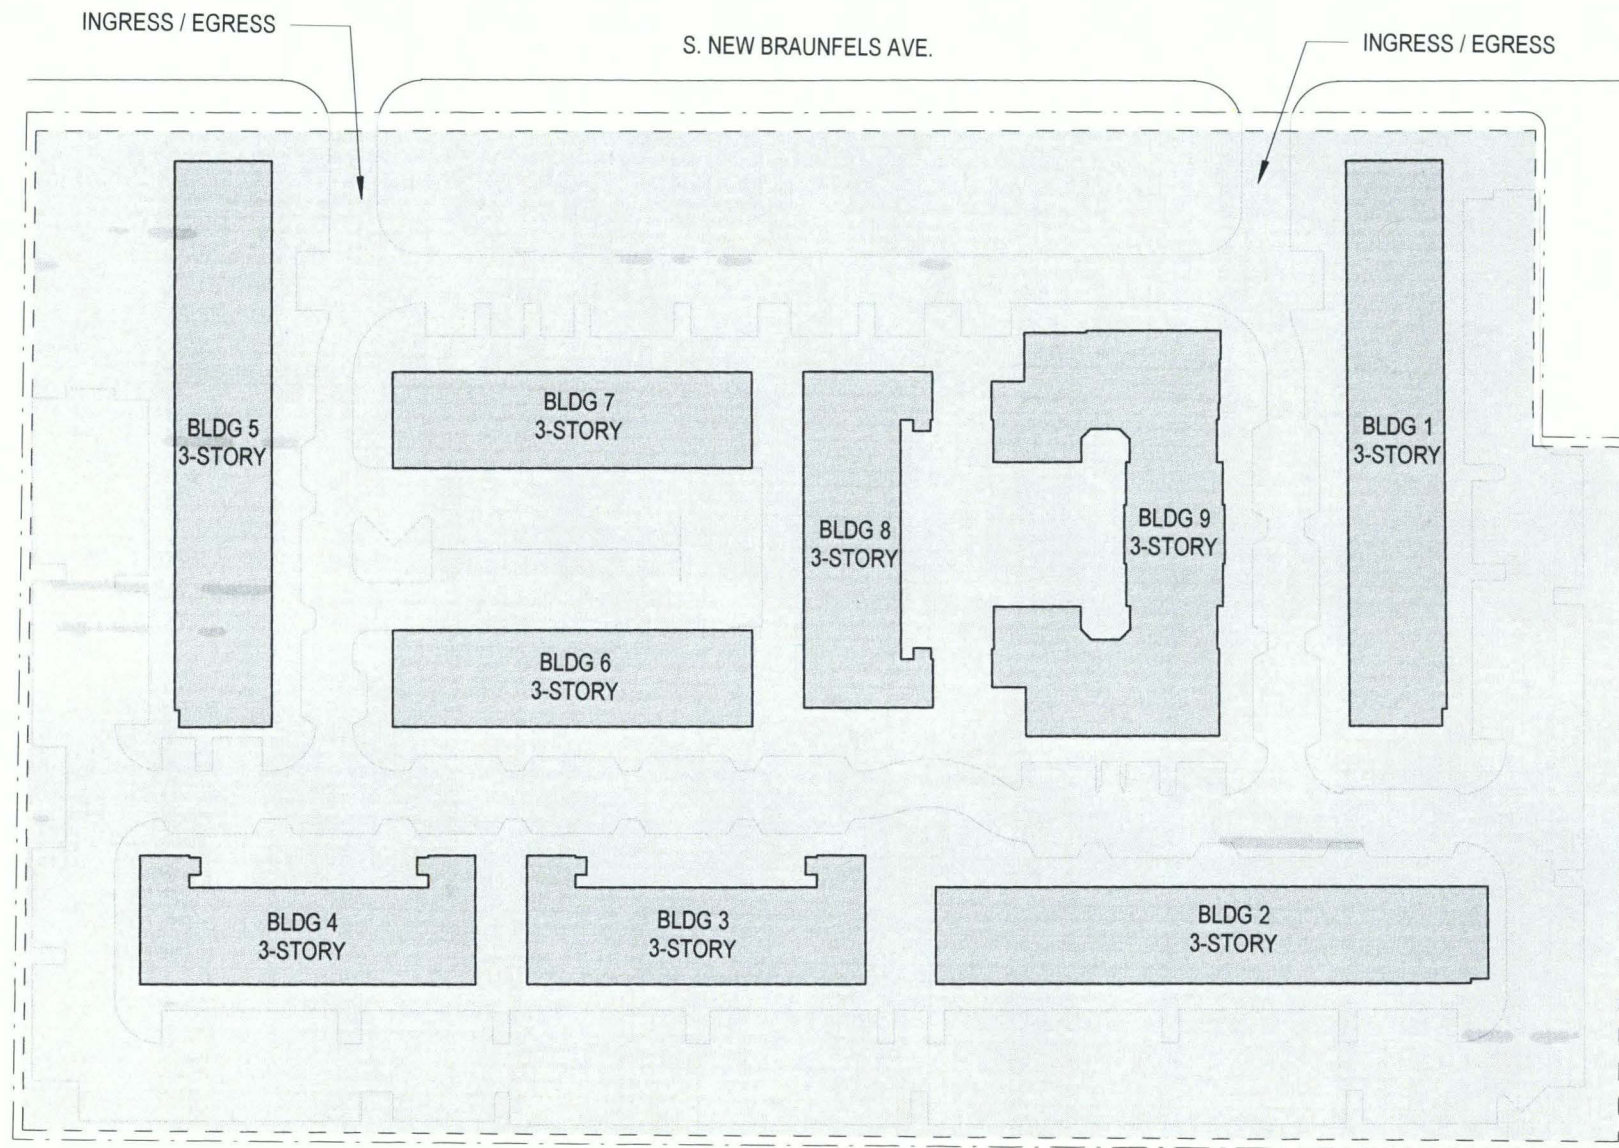 INGRESS / EGRESS
S. NEW BRAUNFELS AVE.
INGRESS / EGRESS
BLDG 5
3-STORY
BLDG 7
3-STORY
BLDG 8
3-STORY
BLDG 9
3-STORY
BLDG 1
3-STORY
BLDG 6
3-STORY
BLDG 4
3-STORY
BLDG 3
3-STORY
BLDG 2
3-STORY